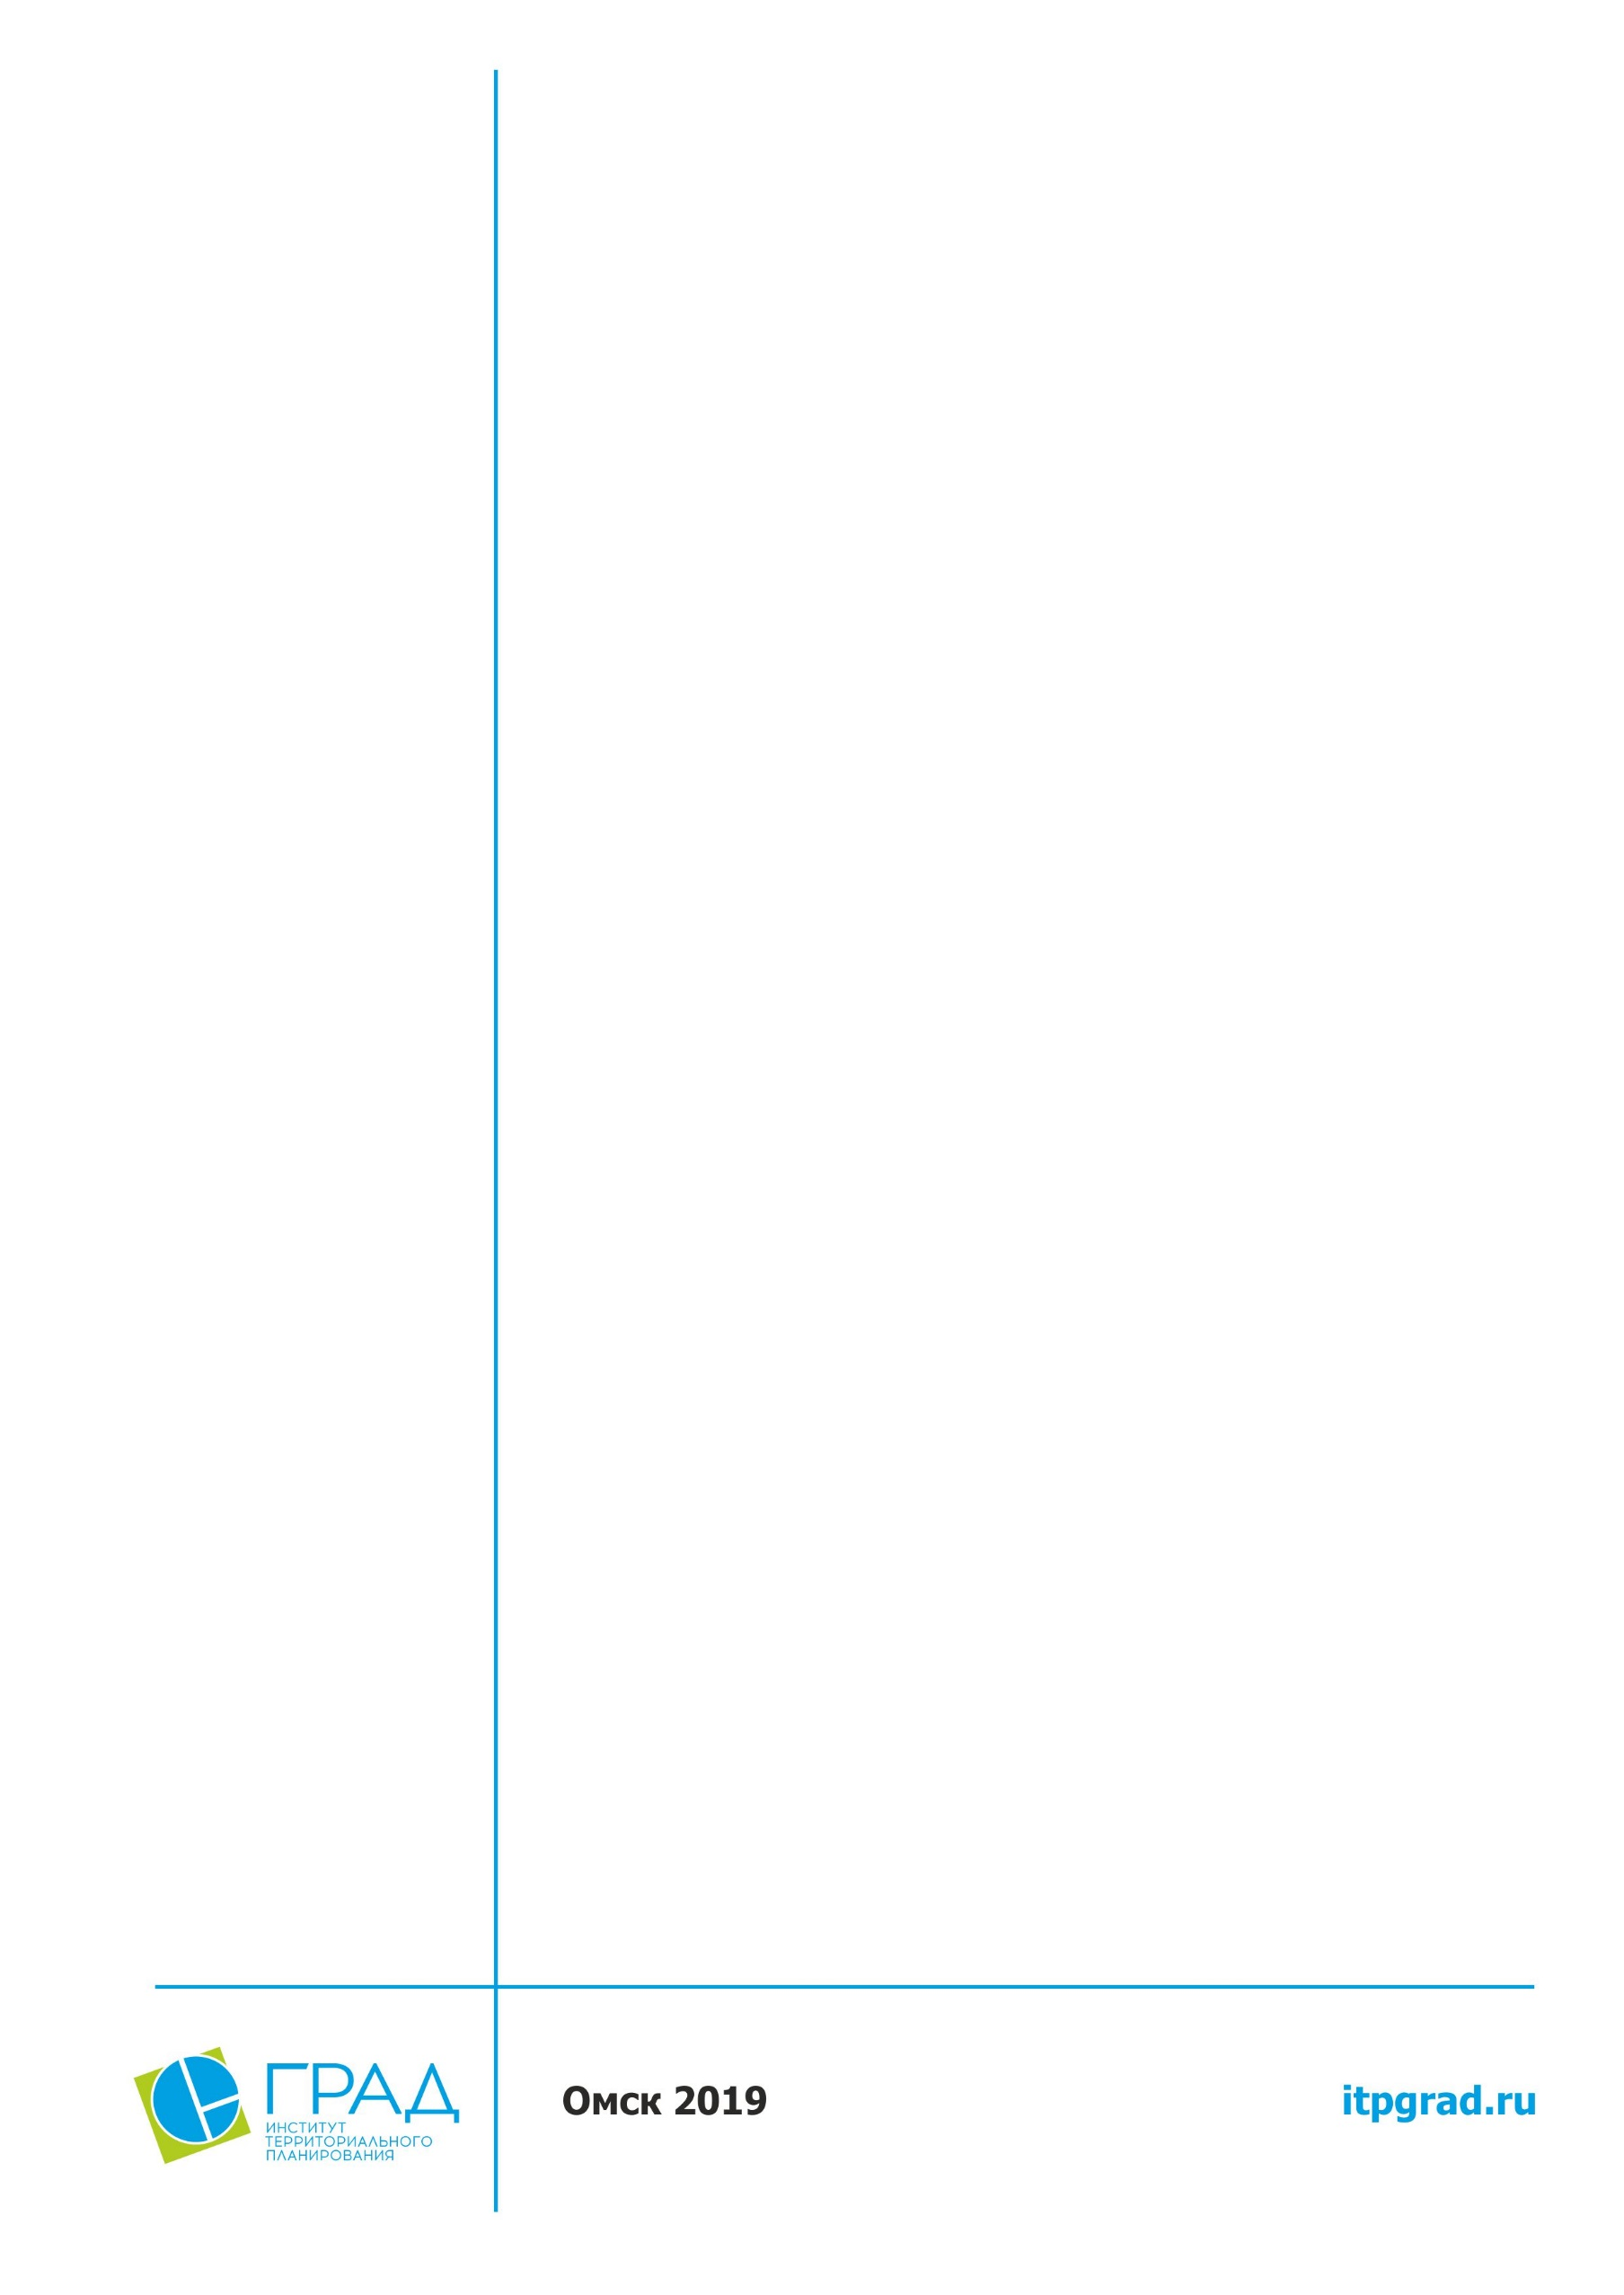 ГРАД
ИНСТИТУТ
ТЕРРИТОРИАЛЬНОГО
ПЛАНИРОВАНИЯ
Омск 2019
itpgrad.ru